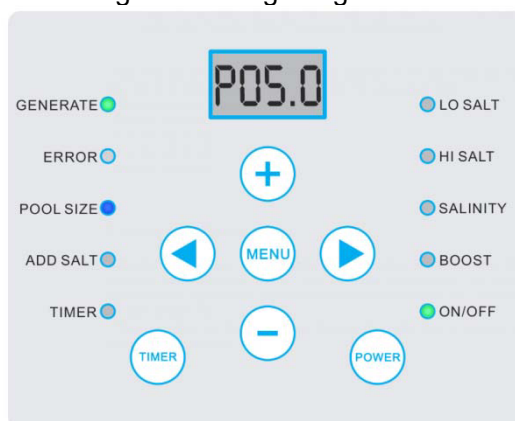 P05.0
GENERATE
LO SALT
ERROR
+
HI SALT
POOL SIZE
SALINITY
ADD SALT
MENU
BOOST
TIMER
−
ON/OFF
TIMER
POWER